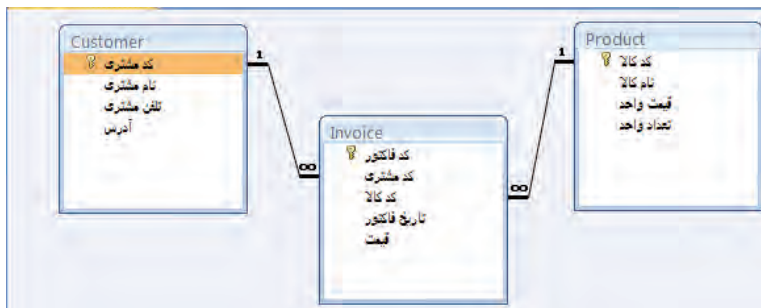 Customer
کد مشتری
نام مشتری
تلفن مشتری
آدرس
1
∞
Invoice
کد فاکتور
کد مشتری
کد کالا
تاریخ فاکتور
قیمت
1
∞
Product
کد کالا
نام کالا
قیمت واحد
تعداد واحد